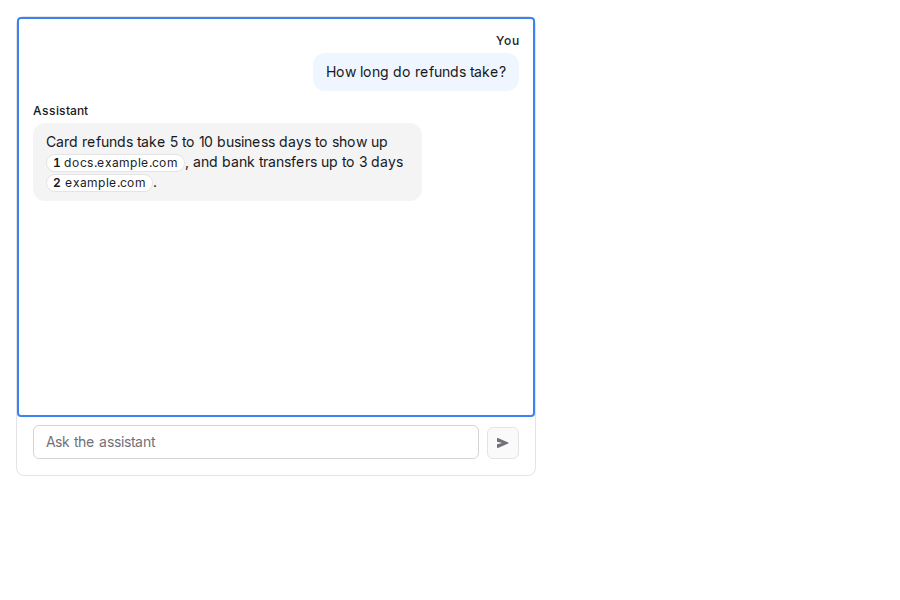 You
How long do refunds take?
Assistant
Card refunds take 5 to 10 business days to show up
1 docs.example.com , and bank transfers up to 3 days
2 example.com .
Ask the assistant